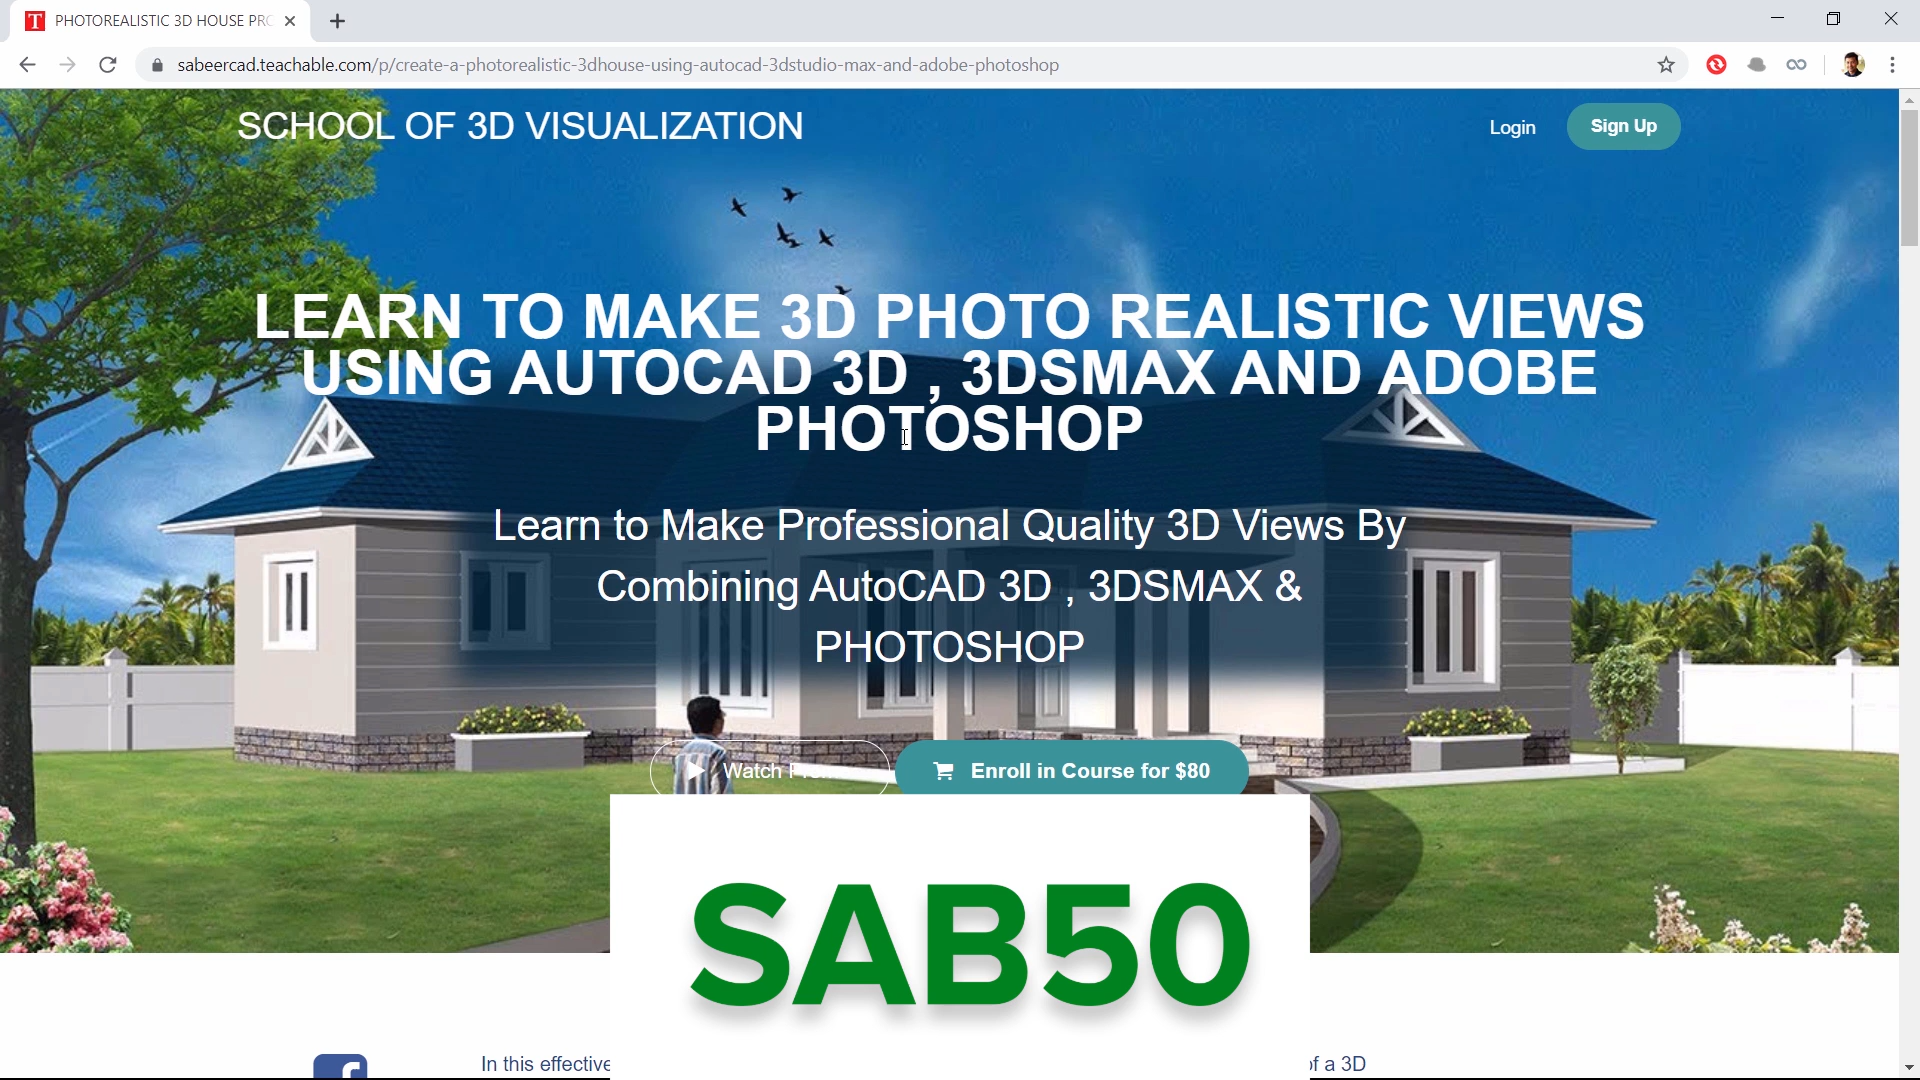 PHOTOREALISTIC 3D HOUSE PRO
sabeercad.teachable.com/p/create-a-photorealistic-3dhouse-using-autocad-3dstudio-max-and-adobe-photoshop
SCHOOL OF 3D VISUALIZATION
Login
Sign Up
LEARN TO MAKE 3D PHOTO REALISTIC VIEWS
USING AUTOCAD 3D , 3DSMAX AND ADOBE
PHOTOSHOP
Learn to Make Professional Quality 3D Views By
Combining AutoCAD 3D , 3DSMAX &
PHOTOSHOP
Watch
Enroll in Course for $80
SAB50
In this effective
of a 3D